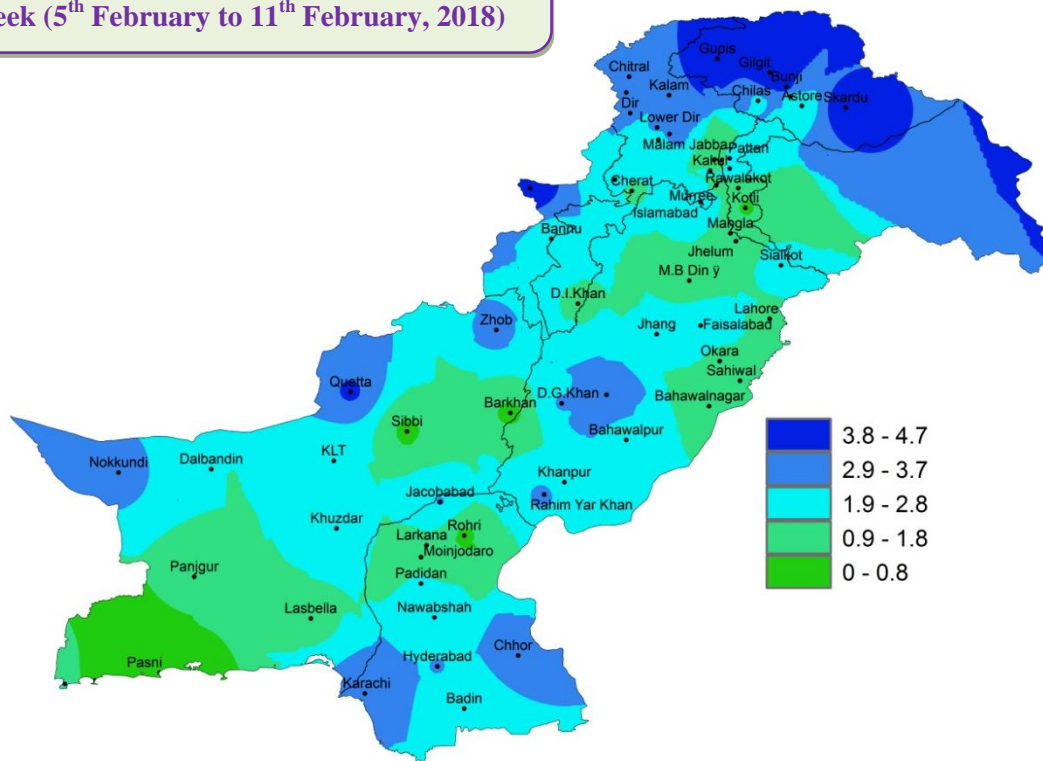 eek (5th February to 11th February, 2018)
Gupis
Gilgit
Bunji
Chitral
Kalam
Chilas
Astore
Skardu
Dir
Lower Dir
Malam Jabba
Pattan
Kakul
Cherat
Rawalakot
Murree
Kotli
Islamabad
Mangla
Bannu
Jhelum
Sialkot
M.B Din ÿ
D.I.Khan
Lahore
Zhob
Jhang
Faisalabad
Okara
Sahiwal
Quetta
D.G.Khan
Bahawalnagar
Barkhan
Sibbi
Bahawalpur
3.8 - 4.7
Nokkundi
Dalbandin
KLT
Khanpur
2.9 - 3.7
Jacobabad
Rahim Yar Khan
1.9 - 2.8
Khuzdar
Rohri
Larkana
Moinjodaro
0.9 - 1.8
Panjgur
Padidan
0 - 0.8
Lasbella
Nawabshah
Pasni
Hyderabad
Chhor
Karachi
Badin